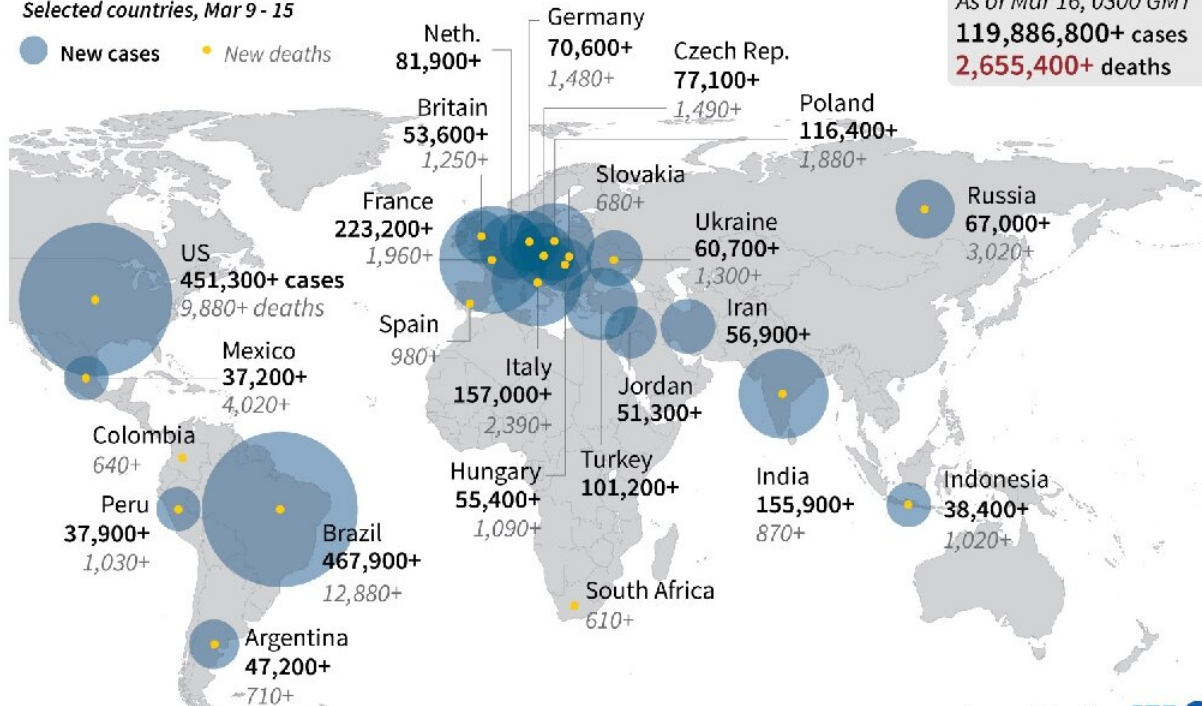 Selected countries, Mar 9 - 15
New cases
New deaths
As of Mar 16, 0300 GMT
119,886,800+ cases
2,655,400+ deaths
Neth.
81,900+
Germany
70,600+
1,480+
Czech Rep.
77,100+
1,490+
Britain
53,600+
1,250+
Poland
116,400+
1,880+
Slovakia
680+
France
223,200+
1,960+
Ukraine
60,700+
1,300+
Russia
67,000+
3,020+
US
451,300+ cases
9,880+ deaths
Spain
980+
Iran
56,900+
Mexico
37,200+
4,020+
Italy
157,000+
2,390+
Jordan
51,300+
Colombia
640+
Hungary
55,400+
1,090+
Turkey
101,200+
India
155,900+
870+
Indonesia
38,400+
1,020+
Peru
37,900+
1,030+
Brazil
467,900+
12,880+
South Africa
610+
Argentina
47,200+
710+